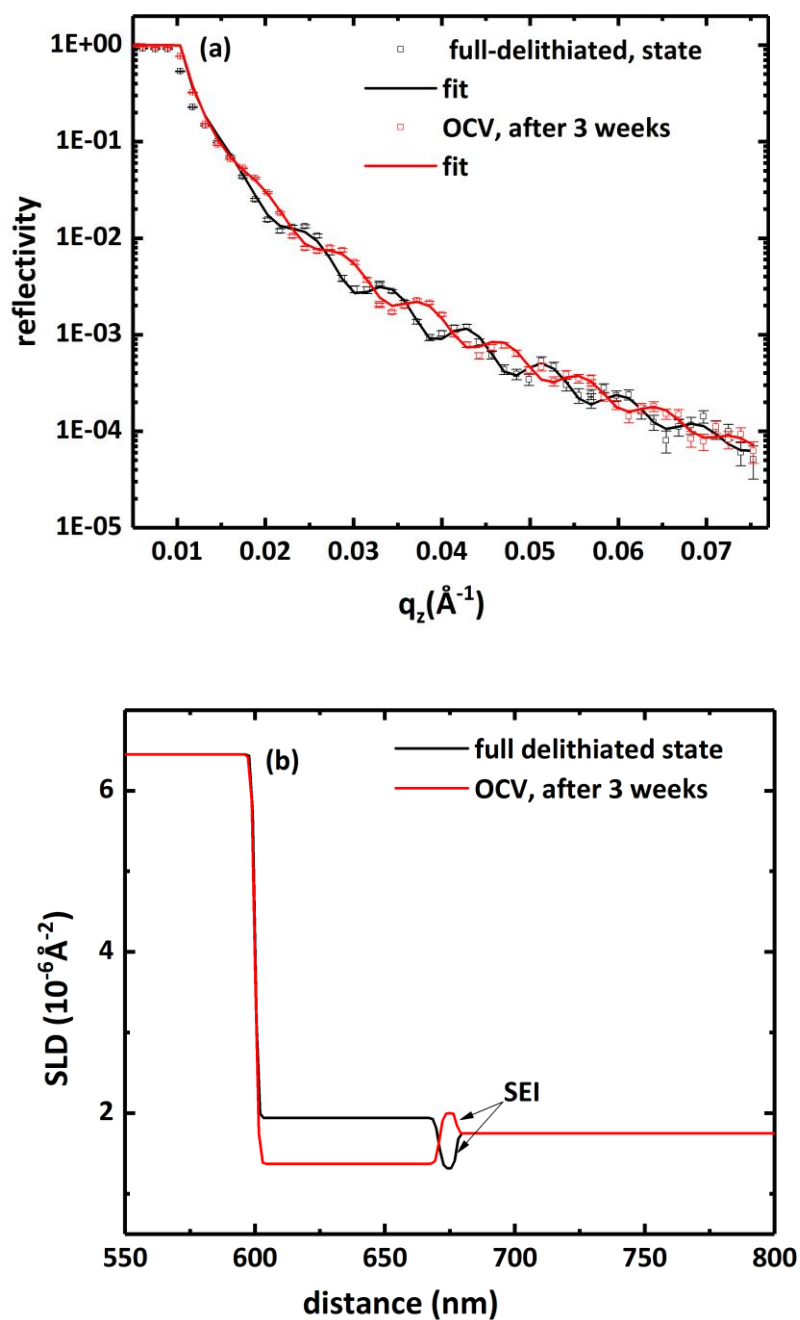 (a)
full-delithiated, state
fit
OCV, after 3 weeks
fit
1E+00
1E-01
1E-02
1E-03
1E-04
1E-05
reflectivity
0.01 0.02 0.03 0.04 0.05 0.06 0.07
qz(Å-1)
(b)
full delithiated state
OCV, after 3 weeks
6
4
2
SLD (10-6Å-2)
SEI
550 600 650 700 750 800
distance (nm)